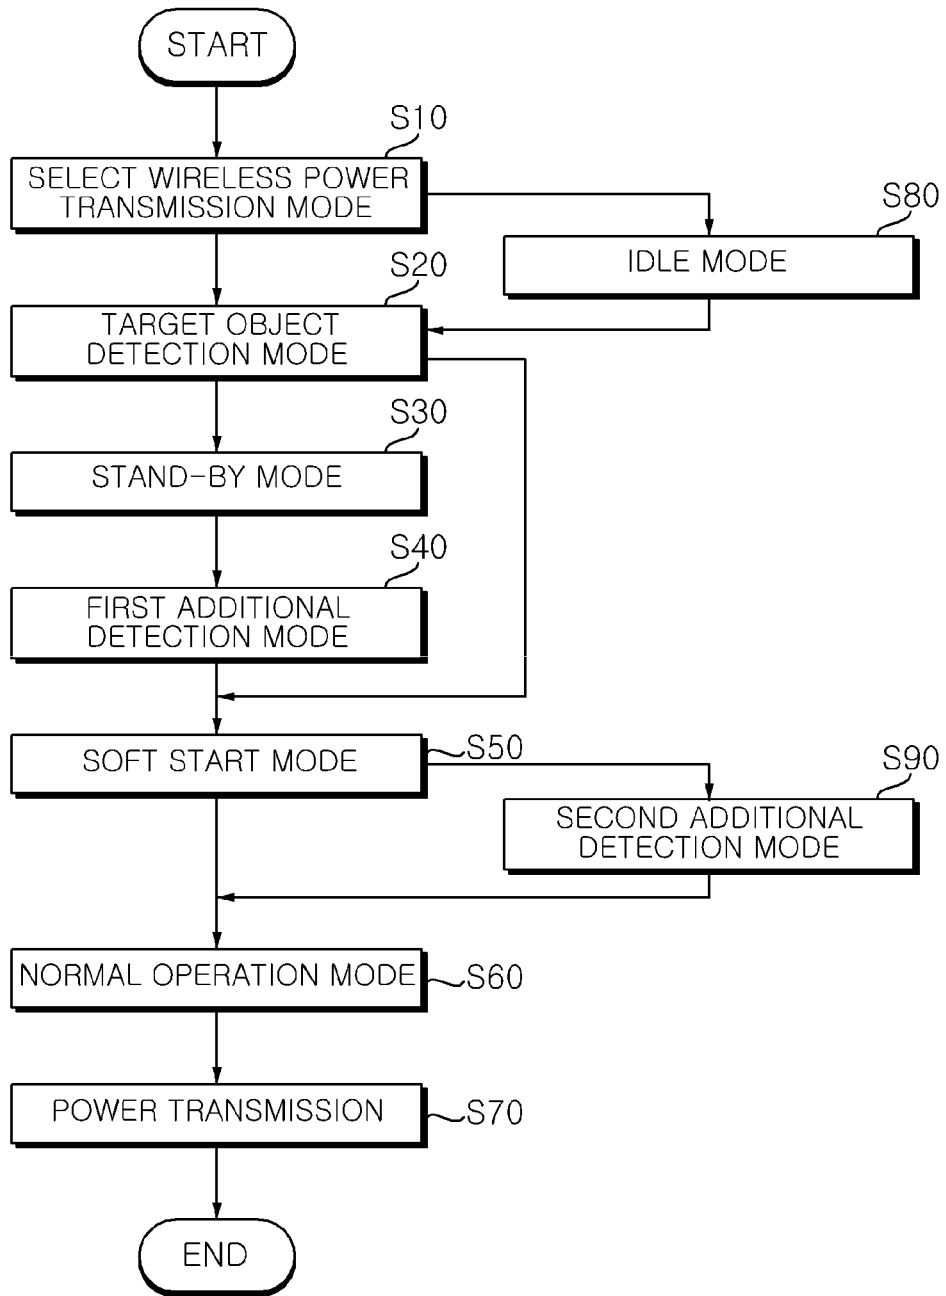 START
S10
SELECT WIRELESS POWER
TRANSMISSION MODE
S80
IDLE MODE
S20
TARGET OBJECT
DETECTION MODE
S30
STAND-BY MODE
S40
FIRST ADDITIONAL
DETECTION MODE
SOFT START MODE
S50
S90
SECOND ADDITIONAL
DETECTION MODE
NORMAL OPERATION MODE
S60
POWER TRANSMISSION
S70
END